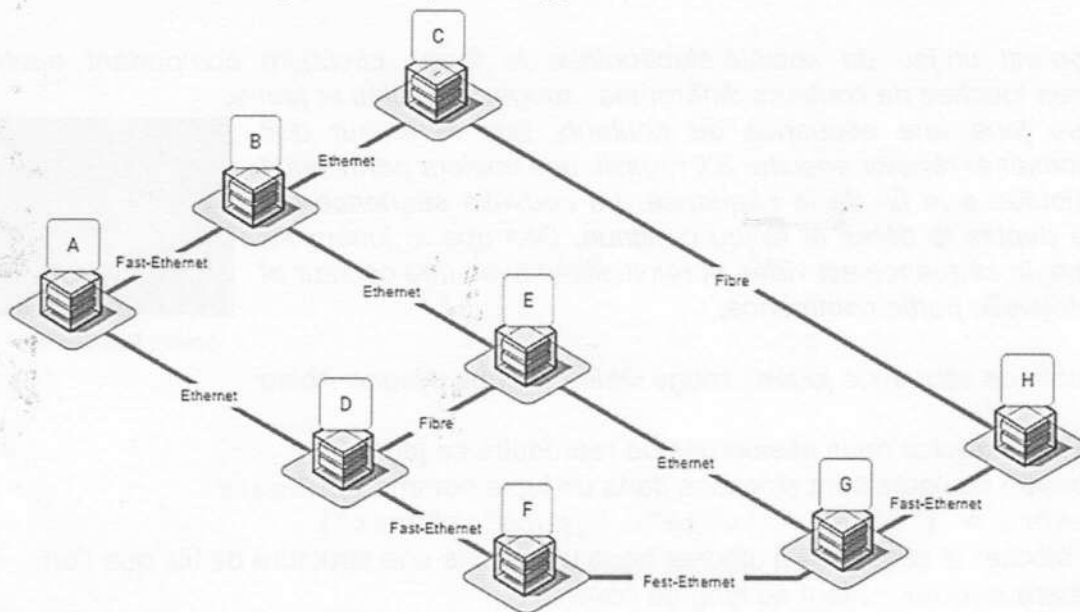 C
B
Ethernet
A
Fast-Ethernet
Fibre
Ethernet
E
Ethernet
D
Fibre
H
Ethernet
G
Fast-Ethernet
F
Fast-Ethernet
Fest-Ethernet